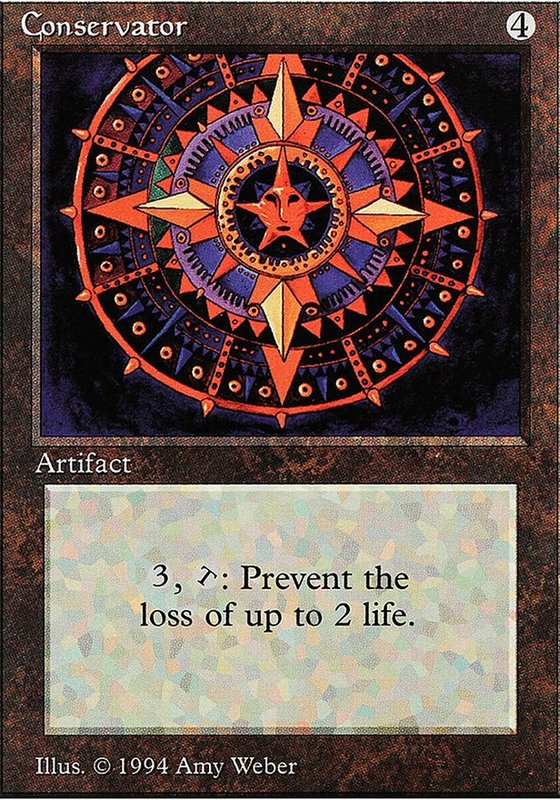 Conservator 4
Artifact
3, T: Prevent the
loss of up to 2 life.
Illus. © 1994 Amy Weber